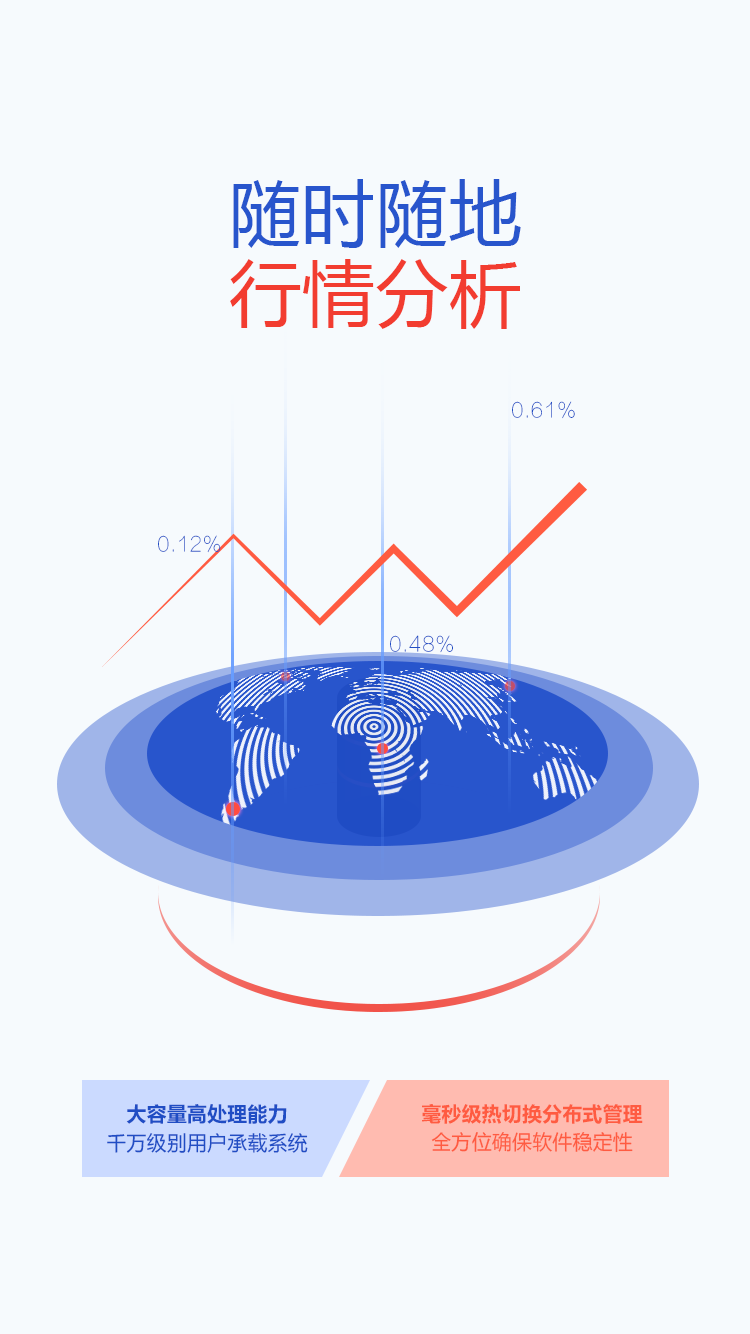 随时随地
行情分析
0.61%
0.12%
0.48%
大容量高处理能力
千万级别用户承载系统
毫秒级热切换分布式管理
全方位确保软件稳定性